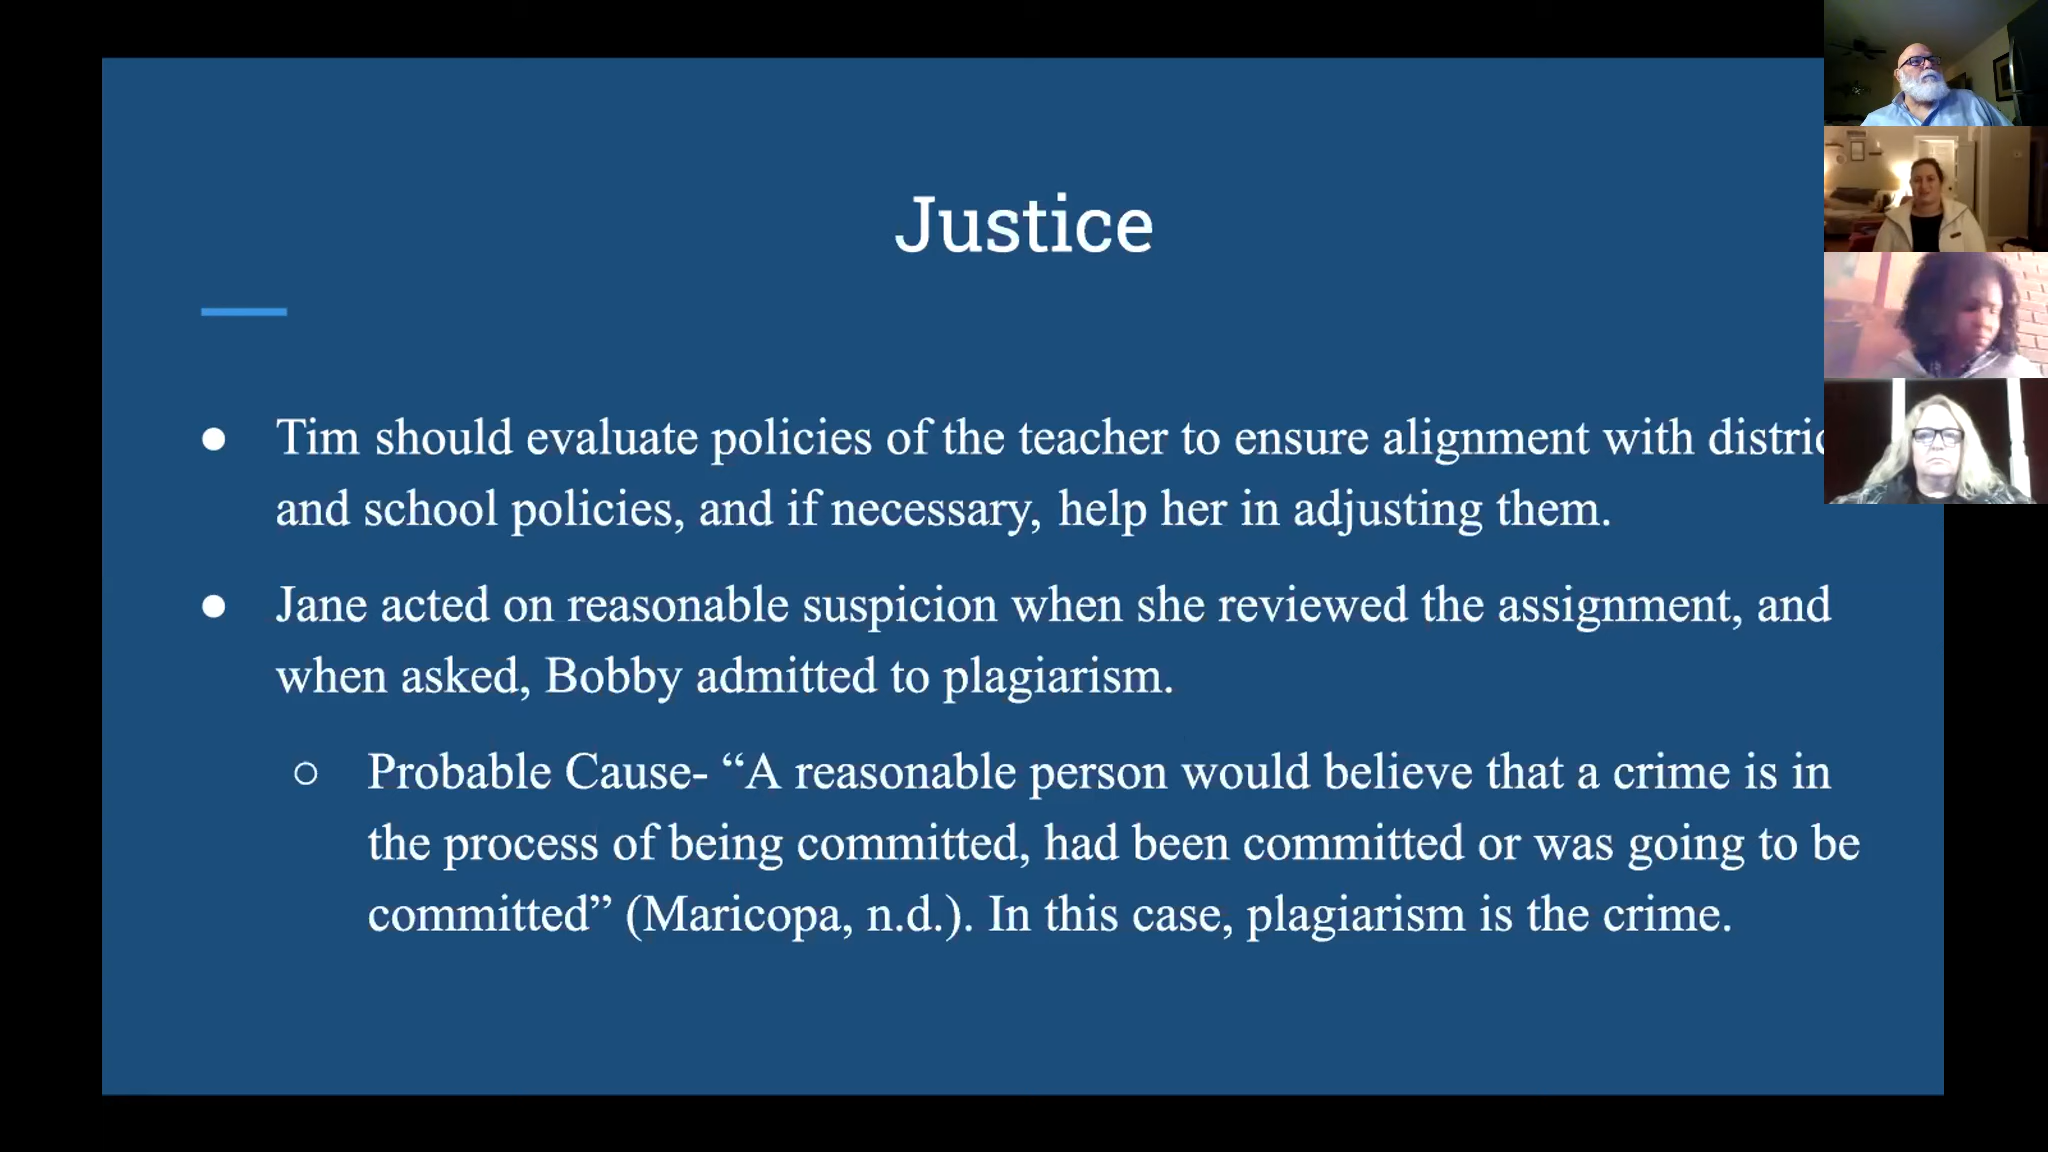 Justice
Tim should evaluate policies of the teacher to ensure alignment with
and school policies, and if necessary, help her in adjusting them.
Jane acted on reasonable suspicion when she reviewed the assignment, and
when asked, Bobby admitted to plagiarism.
Probable Cause- “A reasonable person would believe that a crime is in
the process of being committed, had been committed or was going to be
committed” (Maricopa, n.d.). In this case, plagiarism is the crime.